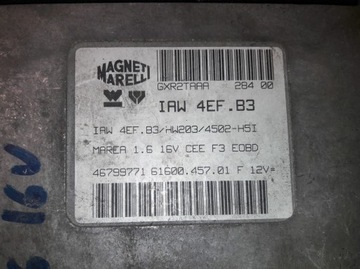 MAGNETI
MARELLI
GXR2TAAA 284 00
IAW 4EF.B3
IAW 4EF.B3/HW203/4502-H5I
MAREA 1.6 16V CEE F3 EOBD
46799771 61600.457.01 F 12V=
16V